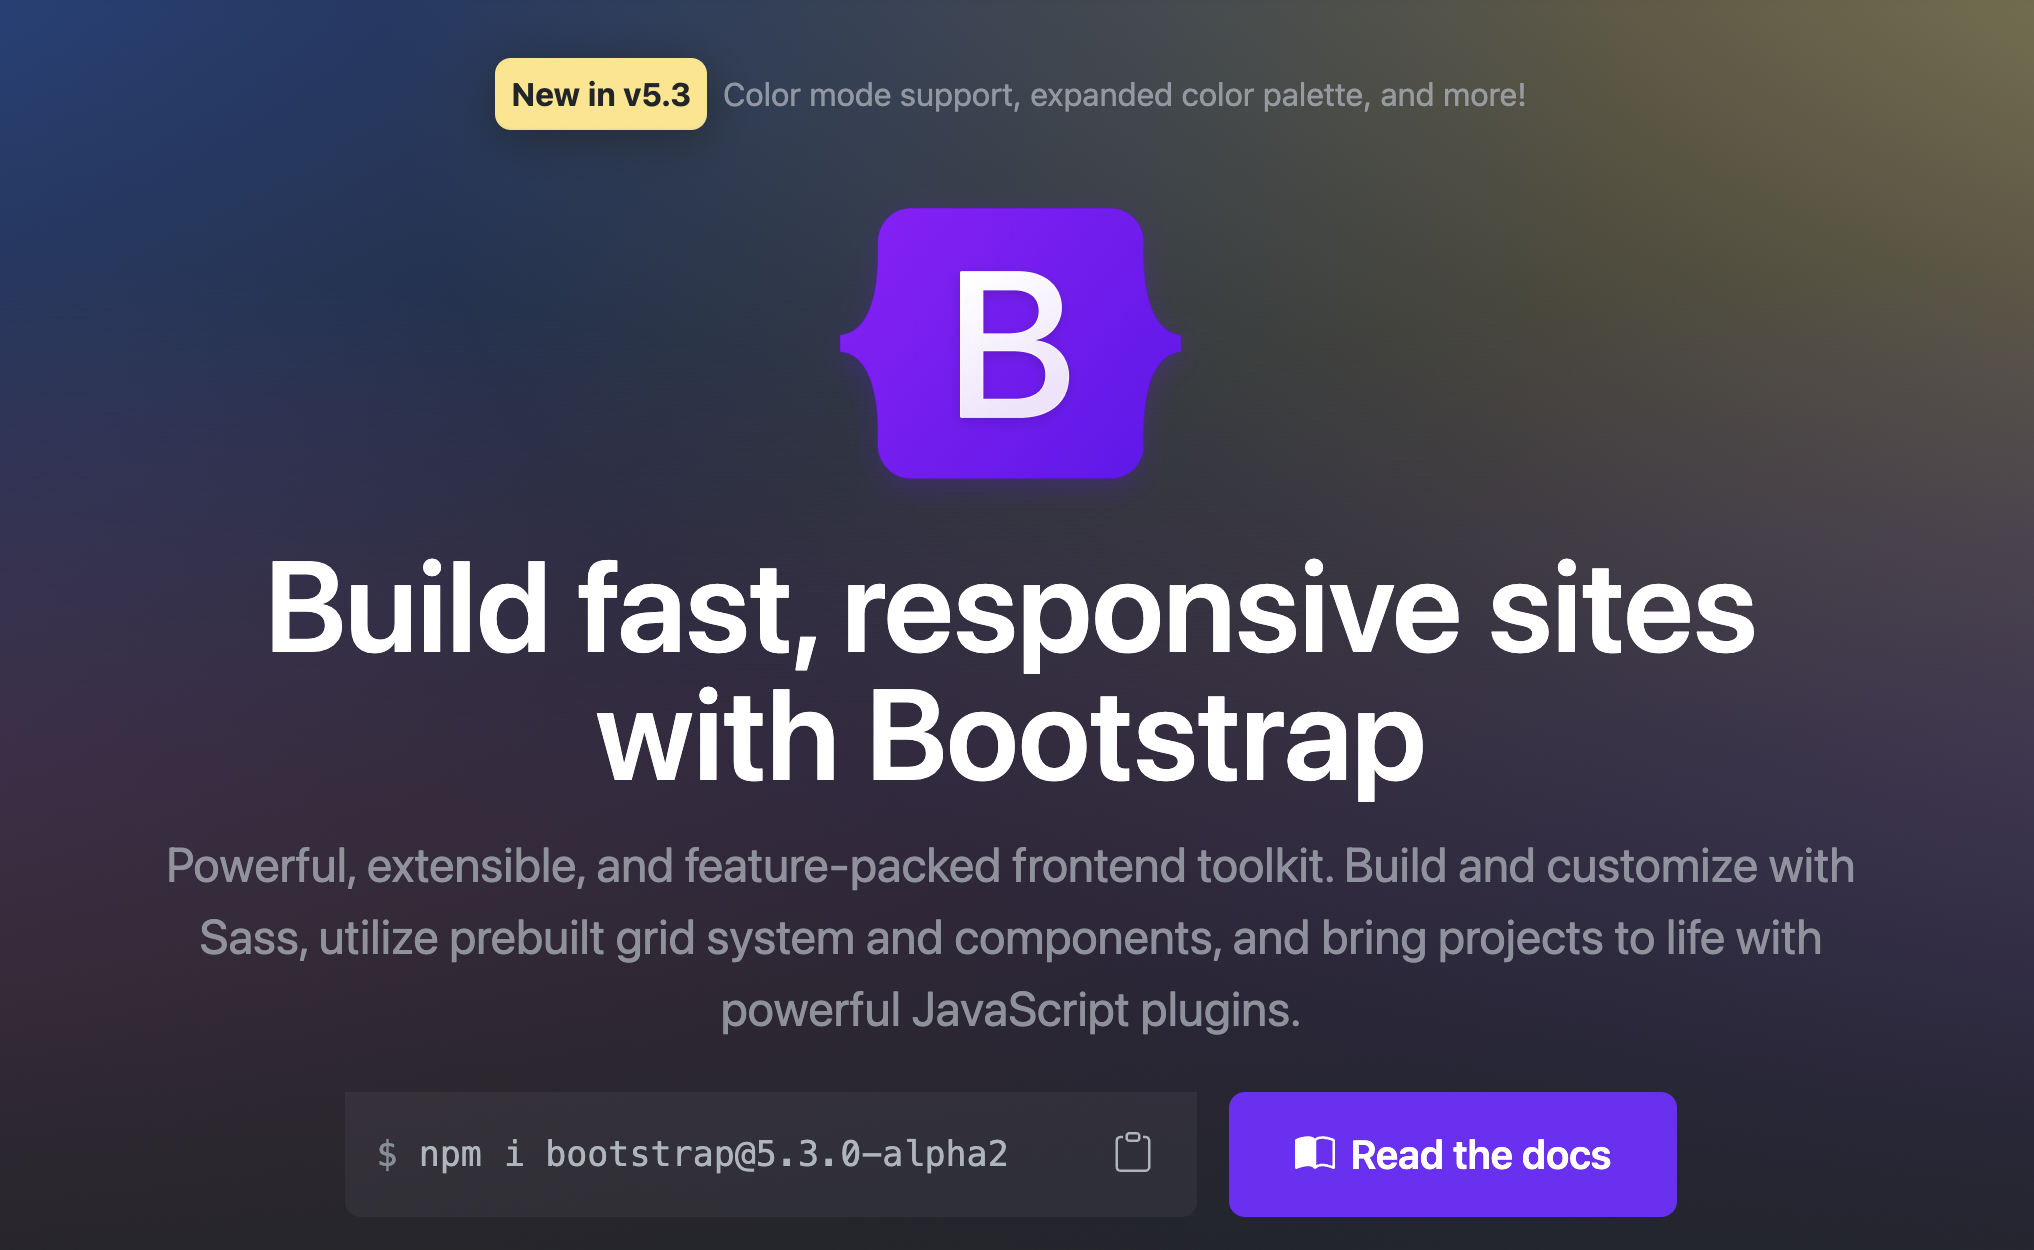 New in v5.3 Color mode support, expanded color palette, and more!
B
Build fast, responsive sites
with Bootstrap
Powerful, extensible, and feature-packed frontend toolkit. Build and customize with
Sass, utilize prebuilt grid system and components, and bring projects to life with
powerful JavaScript plugins.
$ npm i bootstrap@5.3.0-alpha2
Read the docs